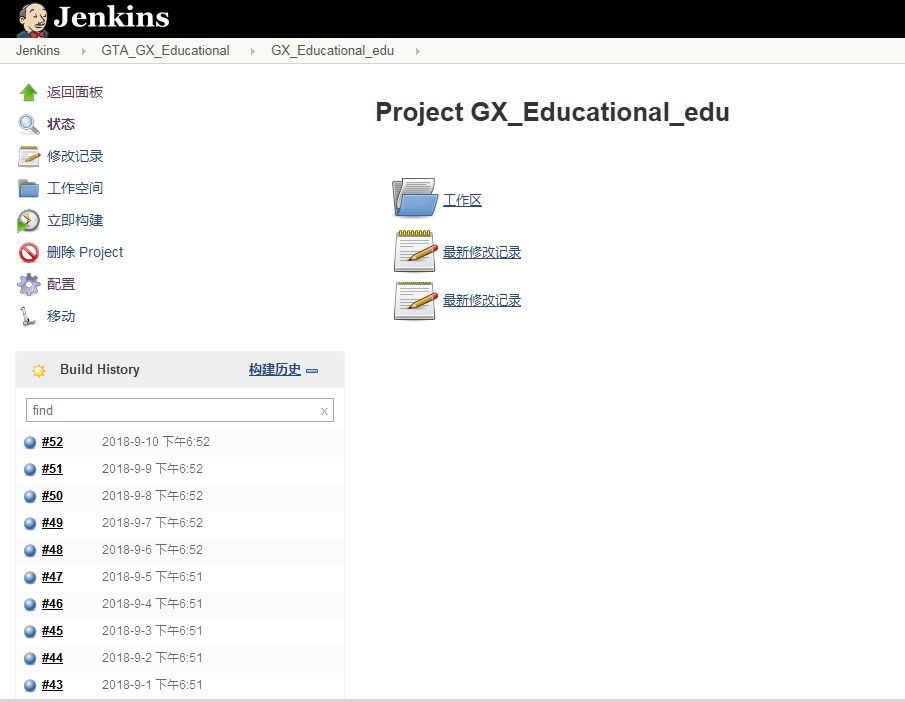 Jenkins
Jenkins GTA_GX_Educational GX_Educational_edu
返回面板
状态
修改记录
工作空间
立即构建
删除 Project
配置
移动
Project GX_Educational_edu
工作区
最新修改记录
最新修改记录
Build History 构建历史
find x
#52 2018-9-10 下午6:52
#51 2018-9-9 下午6:52
#50 2018-9-8 下午6:52
#49 2018-9-7 下午6:52
#48 2018-9-6 下午6:52
#47 2018-9-5 下午6:51
#46 2018-9-4 下午6:51
#45 2018-9-3 下午6:51
#44 2018-9-2 下午6:51
#43 2018-9-1 下午6:51